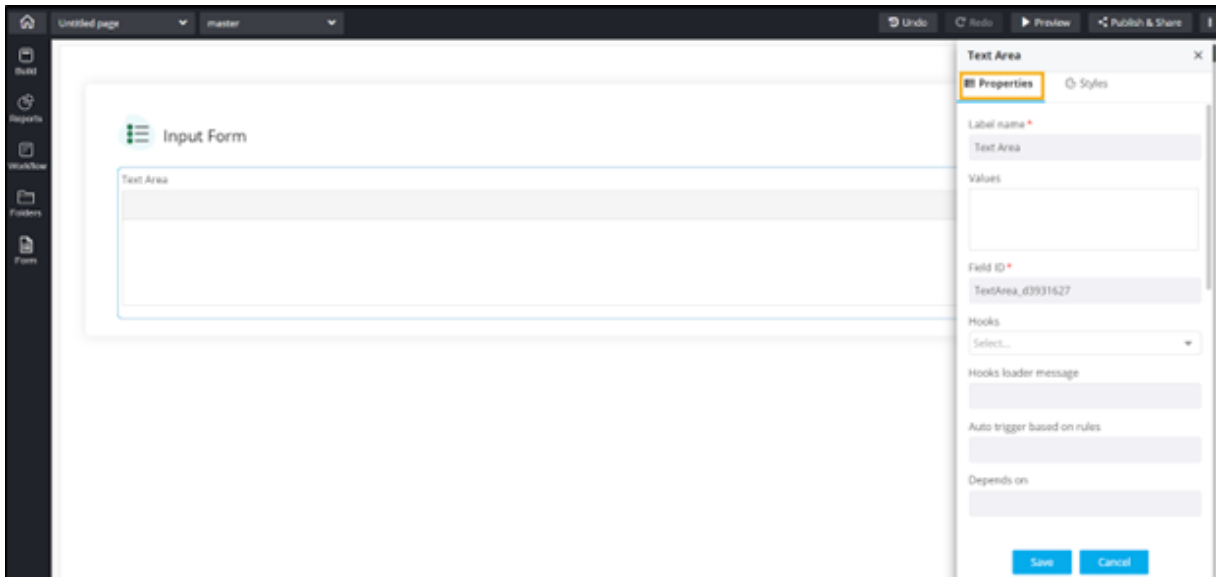 Untitled page
master
Undo
Redo
Preview
Publish & Share
Build
Reports
Workflow
Folders
Form
Input Form
Text Area
Text Area
Properties
Styles
Label name *
Text Area
Values
Field ID *
TextArea_d3931627
Hooks
Select...
Hooks loader message
Auto trigger based on rules
Depends on
Save
Cancel